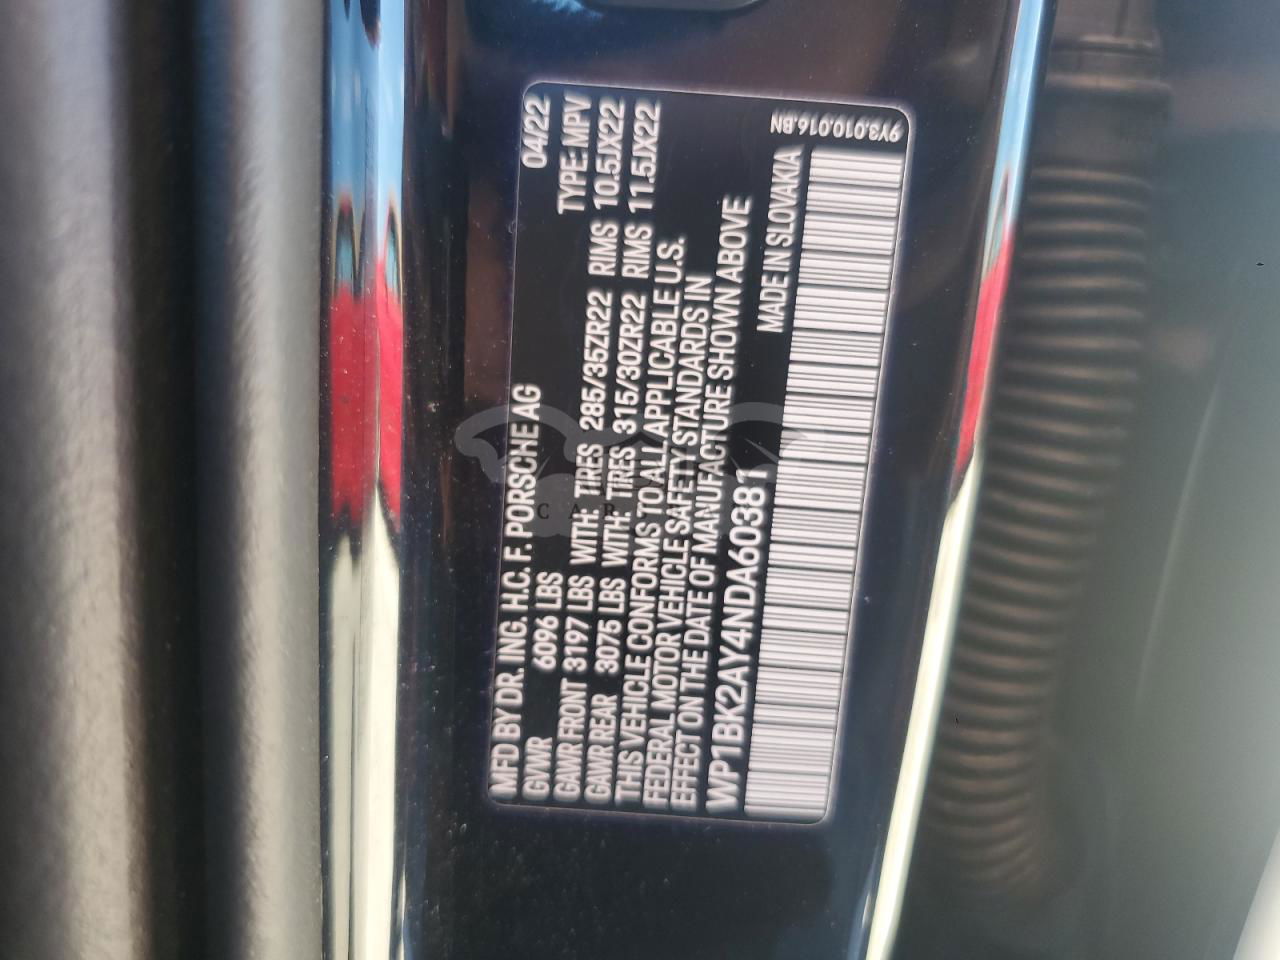 MFD BY DR. ING. H.C. F. PORSCHE AG 04/22
GVWR 6096 LBS TYPE: MPV
GAWR FRONT 3197 LBS WITH: TIRES 285/35ZR22 RIMS 10.5JX22
GAWR REAR 3075 LBS WITH: TIRES 315/30ZR22 RIMS 11.5JX22
THIS VEHICLE CONFORMS TO ALL APPLICABLE U.S.
FEDERAL MOTOR VEHICLE SAFETY STANDARDS IN
EFFECT ON THE DATE OF MANUFACTURE SHOWN ABOVE
WP1BK2AY4NDA60381 MADE IN SLOVAKIA
9Y3.010.016.BN